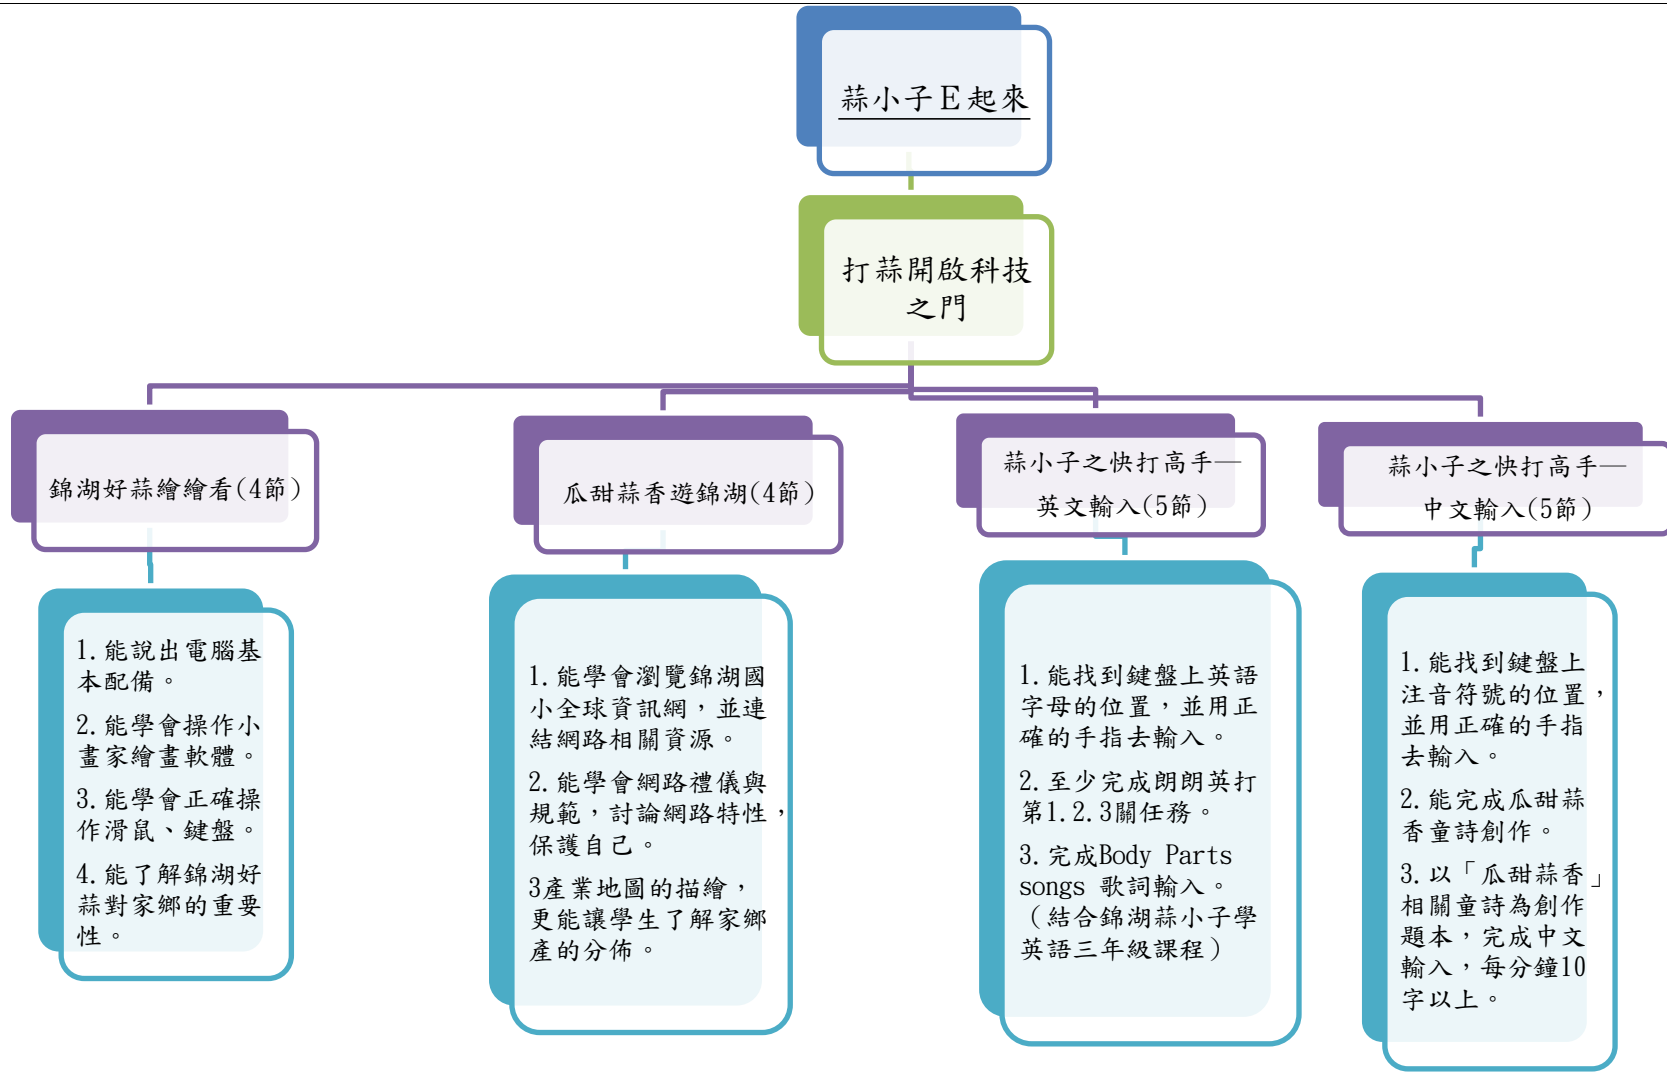 蒜小子E起來
打蒜開啟科技
之門
錦湖好蒜繪繪看(4節)
瓜甜蒜香遊錦湖(4節)
蒜小子之快打高手—
英文輸入(5節)
蒜小子之快打高手—
中文輸入(5節)
1.能說出電腦基
本配備。
2.能學會操作小
畫家繪畫軟體。
3.能學會正確操
作滑鼠、鍵盤。
4.能了解錦湖好
蒜對家鄉的重要
性。
1.能學會瀏覽錦湖國
小全球資訊網，並連
結網路相關資源。
2.能學會網路禮儀與
規範，討論網路特性，
保護自己。
3產業地圖的描繪，
更能讓學生了解家鄉
產的分佈。
1.能找到鍵盤上英語
字母的位置，並用正
確的手指去輸入。
2.至少完成朗朗英打
第1.2.3關任務。
3.完成Body Parts
songs 歌詞輸入。
（結合錦湖蒜小子學
英語三年級課程）
1.能找到鍵盤上
注音符號的位置，
並用正確的手指
去輸入。
2.能完成瓜甜蒜
香童詩創作。
3.以「瓜甜蒜香」
相關童詩為創作
題本，完成中文
輸入，每分鐘10
字以上。